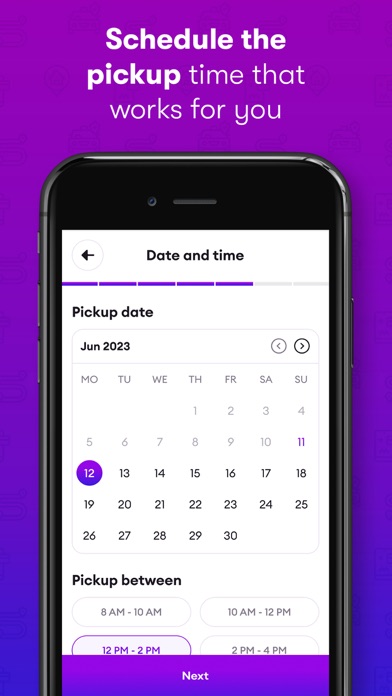 Schedule the
pickup time that
works for you
Date and time
Pickup date
Jun 2023
MO TU WE TH FR SA SU
1 2 3 4
5 6 7 8 9 10 11
12 13 14 15 16 17 18
19 20 21 22 23 24 25
26 27 28 29 30
Pickup between
8 AM - 10 AM 10 AM - 12 PM
12 PM - 2 PM 2 PM - 4 PM
Next